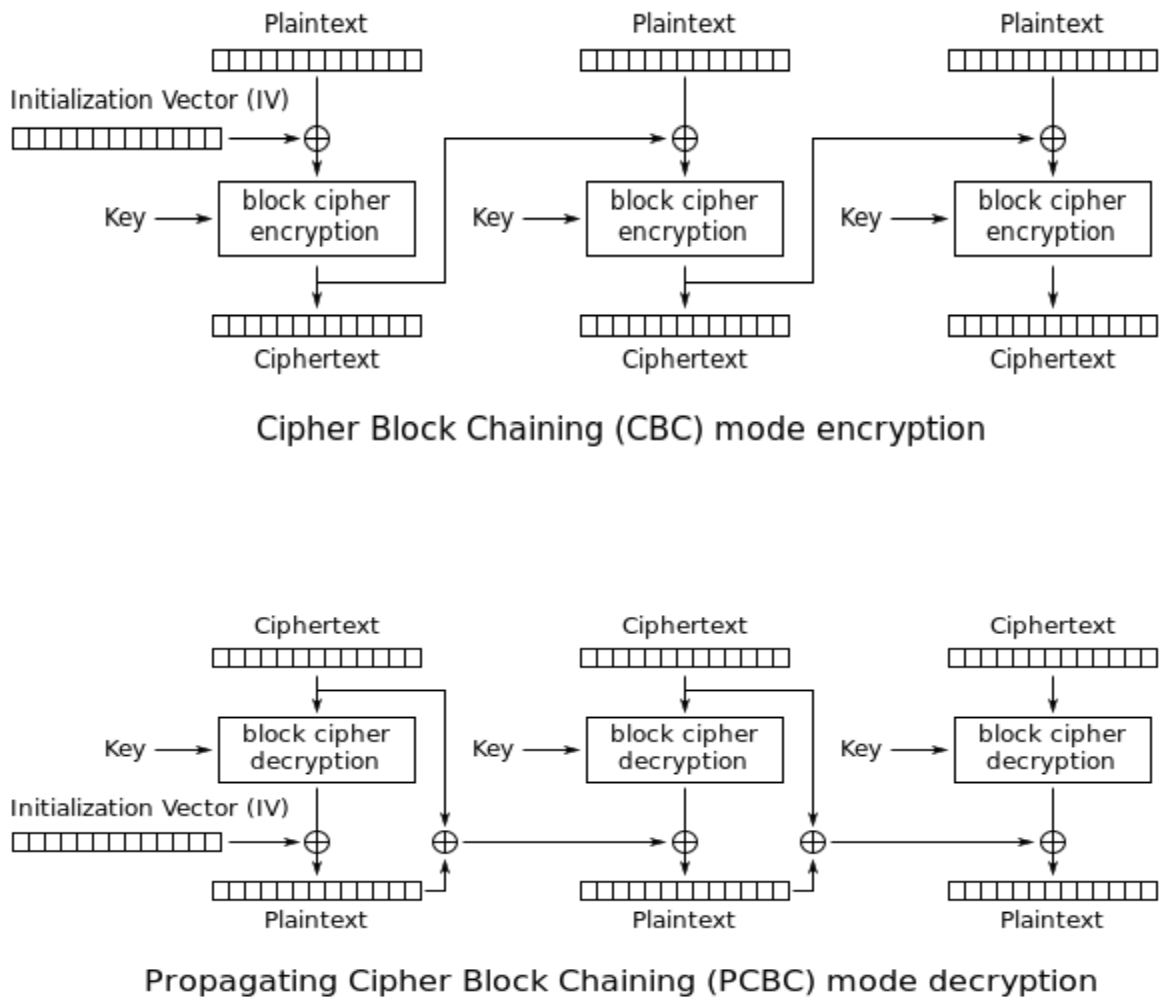 Plaintext
Plaintext
Plaintext
Initialization Vector (IV)
Key
block cipher
encryption
Key
block cipher
encryption
Key
block cipher
encryption
Ciphertext
Ciphertext
Ciphertext
Cipher Block Chaining (CBC) mode encryption
Ciphertext
Ciphertext
Ciphertext
Key
block cipher
decryption
Key
block cipher
decryption
Key
block cipher
decryption
Initialization Vector (IV)
Plaintext
Plaintext
Plaintext
Propagating Cipher Block Chaining (PCBC) mode decryption